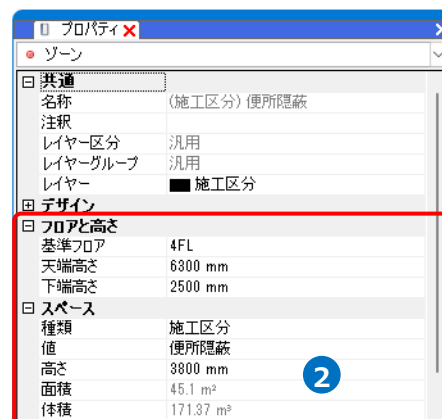 プロパティ
ゾーン
共通
名称 (施工区分) 便所隠蔽
注釈
レイヤー区分 汎用
レイヤーグループ 汎用
レイヤー 施工区分
デザイン
フロアと高さ
基準フロア 4FL
天端高さ 6300 mm
下端高さ 2500 mm
スペース
種類 施工区分
値 便所隠蔽
高さ 3800 mm
2
面積 45.1 m²
体積 171.37 m³